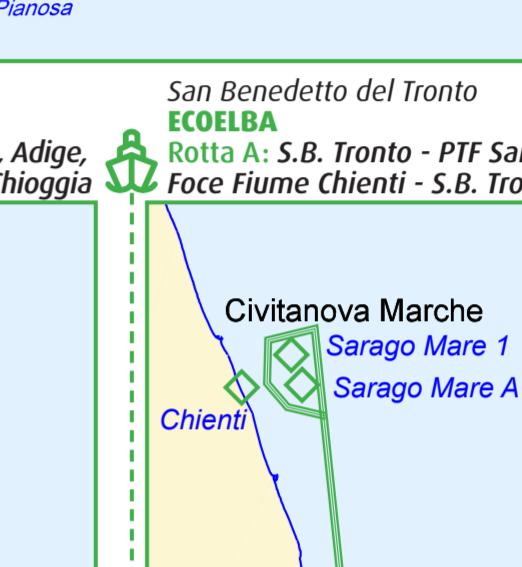 Pianosa
San Benedetto del Tronto
ECOELBA
, Adige,
Rotta A: S.B. Tronto - PTF Sa
Chioggia
Foce Fiume Chienti - S.B. Tro
Civitanova Marche
Sarago Mare 1
Sarago Mare A
Chienti